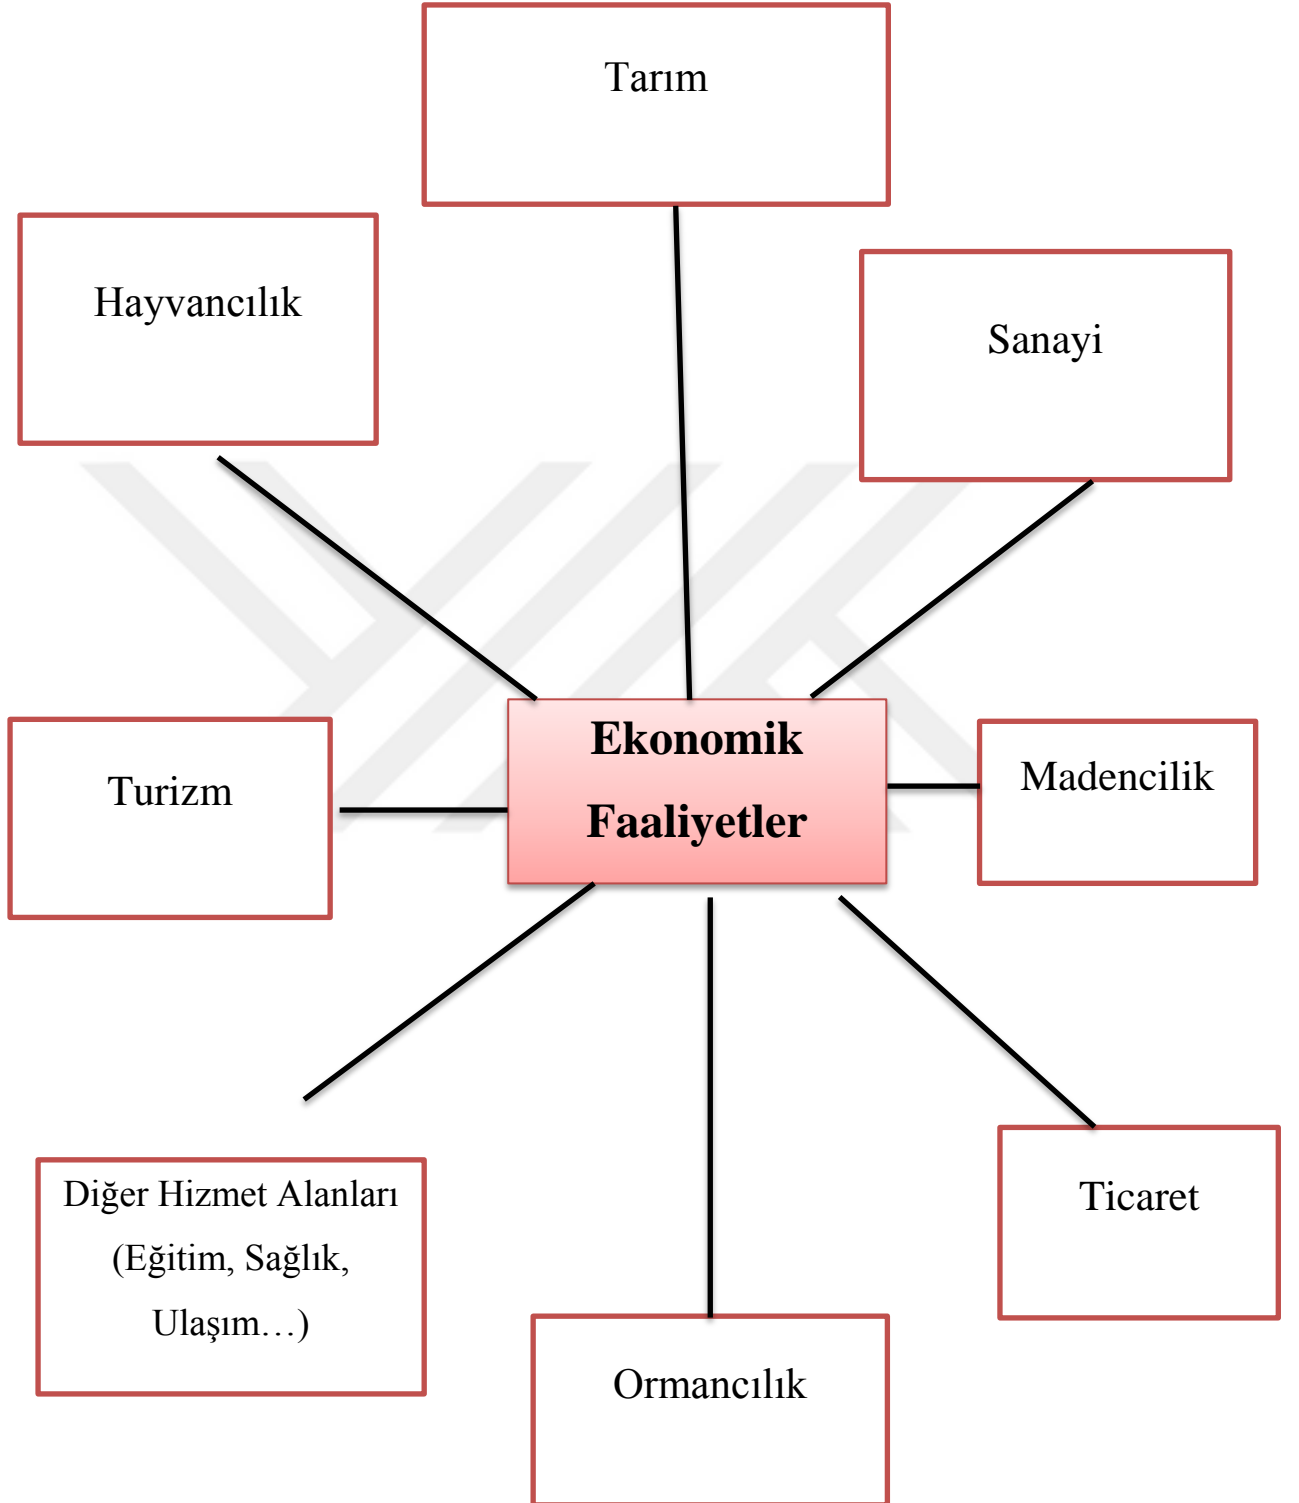 Tarım
Hayvancılık
Sanayi
Ekonomik
Faaliyetler
Turizm
Madencilik
Diğer Hizmet Alanları
(Eğitim, Sağlık,
Ulaşım…)
Ticaret
Ormancılık